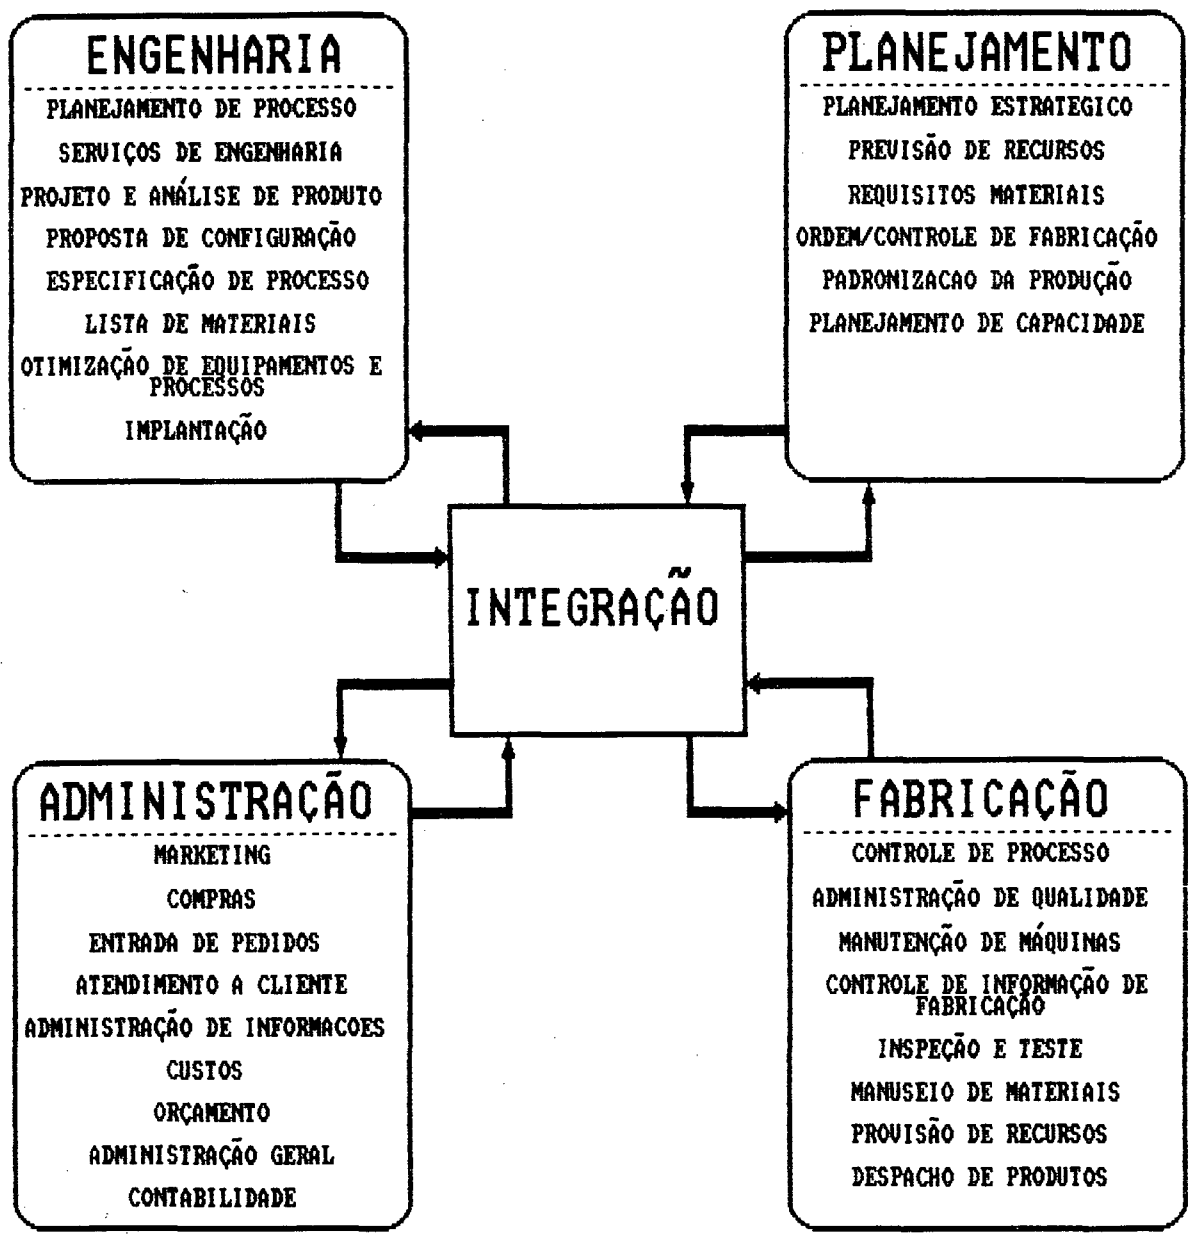 ENGENHARIA
PLANEJAMENTO DE PROCESSO
SERVIÇOS DE ENGENHARIA
PROJETO E ANÁLISE DE PRODUTO
PROPOSTA DE CONFIGURAÇÃO
ESPECIFICAÇÃO DE PROCESSO
LISTA DE MATERIAIS
OTIMIZAÇÃO DE EQUIPAMENTOS E
PROCESSOS
IMPLANTAÇÃO
PLANEJAMENTO
PLANEJAMENTO ESTRATEGICO
PREVISÃO DE RECURSOS
REQUISITOS MATERIAIS
ORDEM/CONTROLE DE FABRICAÇÃO
PADRONIZACAO DA PRODUÇÃO
PLANEJAMENTO DE CAPACIDADE
INTEGRAÇÃO
ADMINISTRAÇÃO
MARKETING
COMPRAS
ENTRADA DE PEDIDOS
ATENDIMENTO A CLIENTE
ADMINISTRAÇÃO DE INFORMACOES
CUSTOS
ORÇAMENTO
ADMINISTRAÇÃO GERAL
CONTABILIDADE
FABRICAÇÃO
CONTROLE DE PROCESSO
ADMINISTRAÇÃO DE QUALIDADE
MANUTENÇÃO DE MÁQUINAS
CONTROLE DE INFORMAÇÃO DE
FABRICAÇÃO
INSPEÇÃO E TESTE
MANUSEIO DE MATERIAIS
PROVISÃO DE RECURSOS
DESPACHO DE PRODUTOS